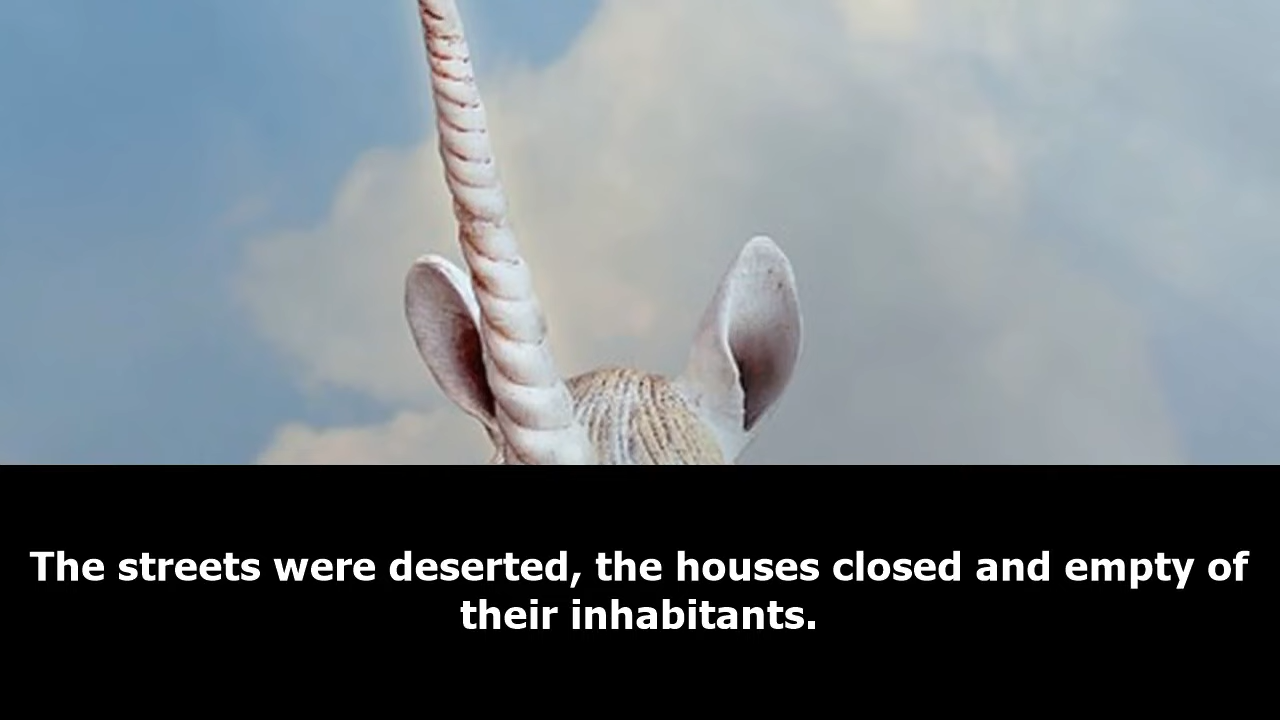 The streets were deserted, the houses closed and empty of
their inhabitants.